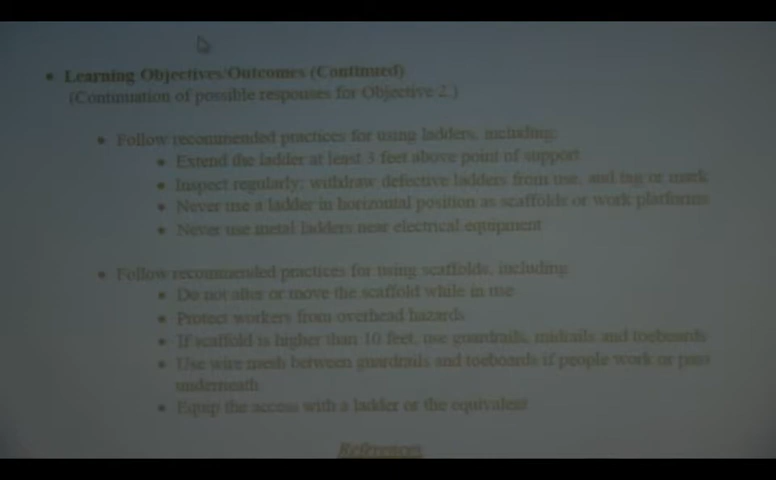 • Learning Objectives/Outcomes (Continued)
(Continuation of possible responses for Objective 2.)
• Follow recommended practices for using ladders, including:
• Extend the ladder at least 3 feet above point of support
• Inspect regularly; withdraw defective ladders from use, and tag or mark
• Never use a ladder in horizontal position as scaffolds or work platforms
• Never use metal ladders near electrical equipment
• Follow recommended practices for using scaffolds, including:
• Do not alter or move the scaffold while in use
• Protect workers from overhead hazards
• If scaffold is higher than 10 feet, use guardrails, midrails and toeboards
• Use wire mesh between guardrails and toeboards if people work or pass
underneath
• Equip the access with a ladder or the equivalent
References